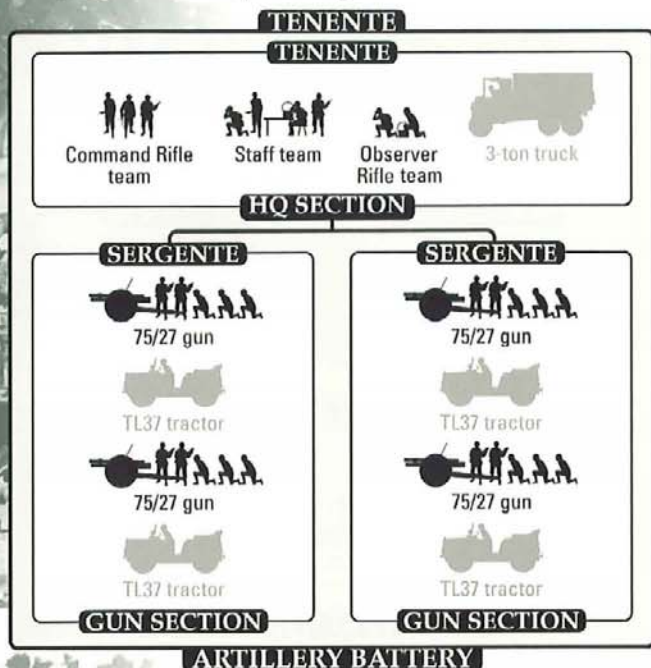 TENENTE
TENENTE
Command Rifle team
Staff team
Observer Rifle team
3-ton truck
HQ SECTION
SERGENTE
75/27 gun
TL37 tractor
75/27 gun
TL37 tractor
GUN SECTION
SERGENTE
75/27 gun
TL37 tractor
75/27 gun
TL37 tractor
GUN SECTION
ARTILLERY BATTERY